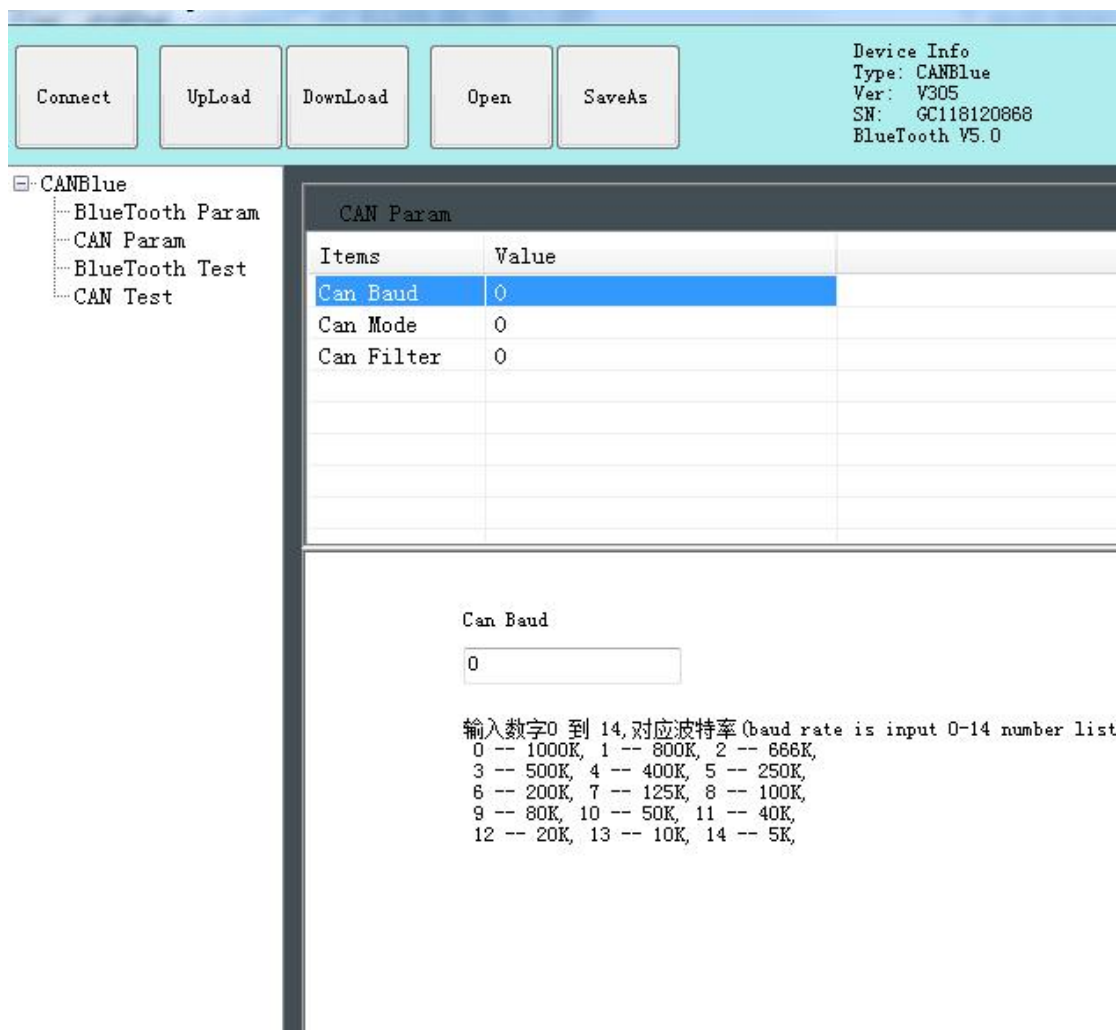 Connect
UpLoad
DownLoad
Open
SaveAs
Device Info
Type: CANBlue
Ver: V305
SN: GC118120868
BlueTooth V5.0
CANBlue
BlueTooth Param
CAN Param
BlueTooth Test
CAN Test
CAN Param
Items Value
Can Baud 0
Can Mode 0
Can Filter 0
Can Baud
0
输入数字0 到 14,对应波特率(baud rate is input 0-14 number list
0 -- 1000K, 1 -- 800K, 2 -- 666K,
3 -- 500K, 4 -- 400K, 5 -- 250K,
6 -- 200K, 7 -- 125K, 8 -- 100K,
9 -- 80K, 10 -- 50K, 11 -- 40K,
12 -- 20K, 13 -- 10K, 14 -- 5K,